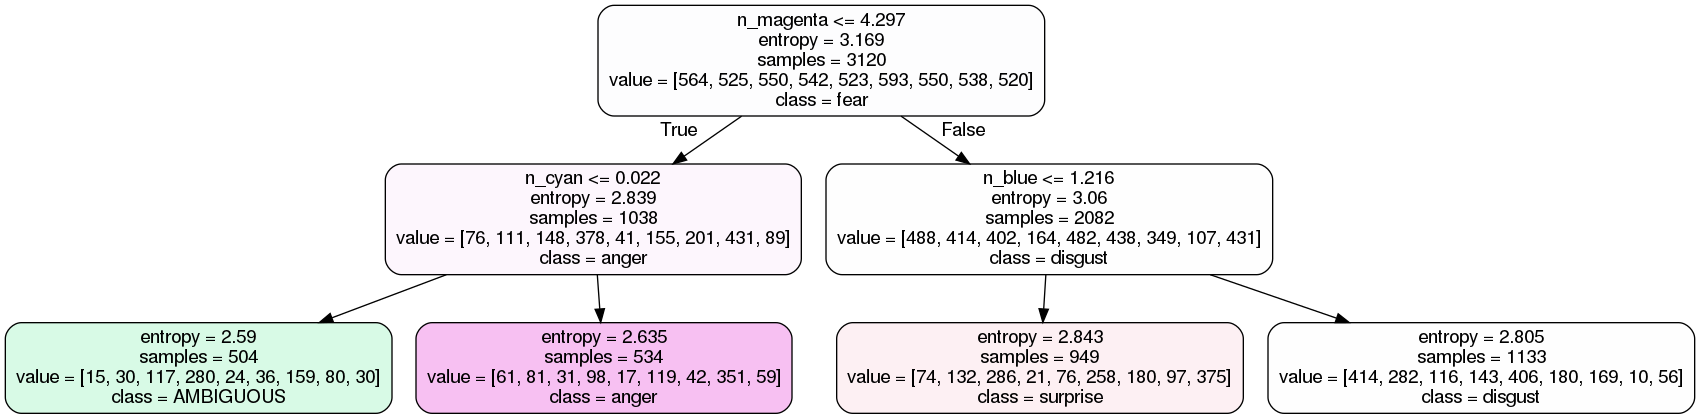 n_magenta <= 4.297
entropy = 3.169
samples = 3120
value = [564, 525, 550, 542, 523, 593, 550, 538, 520]
class = fear
True
False
n_cyan <= 0.022
entropy = 2.839
samples = 1038
value = [76, 111, 148, 378, 41, 155, 201, 431, 89]
class = anger
n_blue <= 1.216
entropy = 3.06
samples = 2082
value = [488, 414, 402, 164, 482, 438, 349, 107, 431]
class = disgust
entropy = 2.59
samples = 504
value = [15, 30, 117, 280, 24, 36, 159, 80, 30]
class = AMBIGUOUS
entropy = 2.635
samples = 534
value = [61, 81, 31, 98, 17, 119, 42, 351, 59]
class = anger
entropy = 2.843
samples = 949
value = [74, 132, 286, 21, 76, 258, 180, 97, 375]
class = surprise
entropy = 2.805
samples = 1133
value = [414, 282, 116, 143, 406, 180, 169, 10, 56]
class = disgust